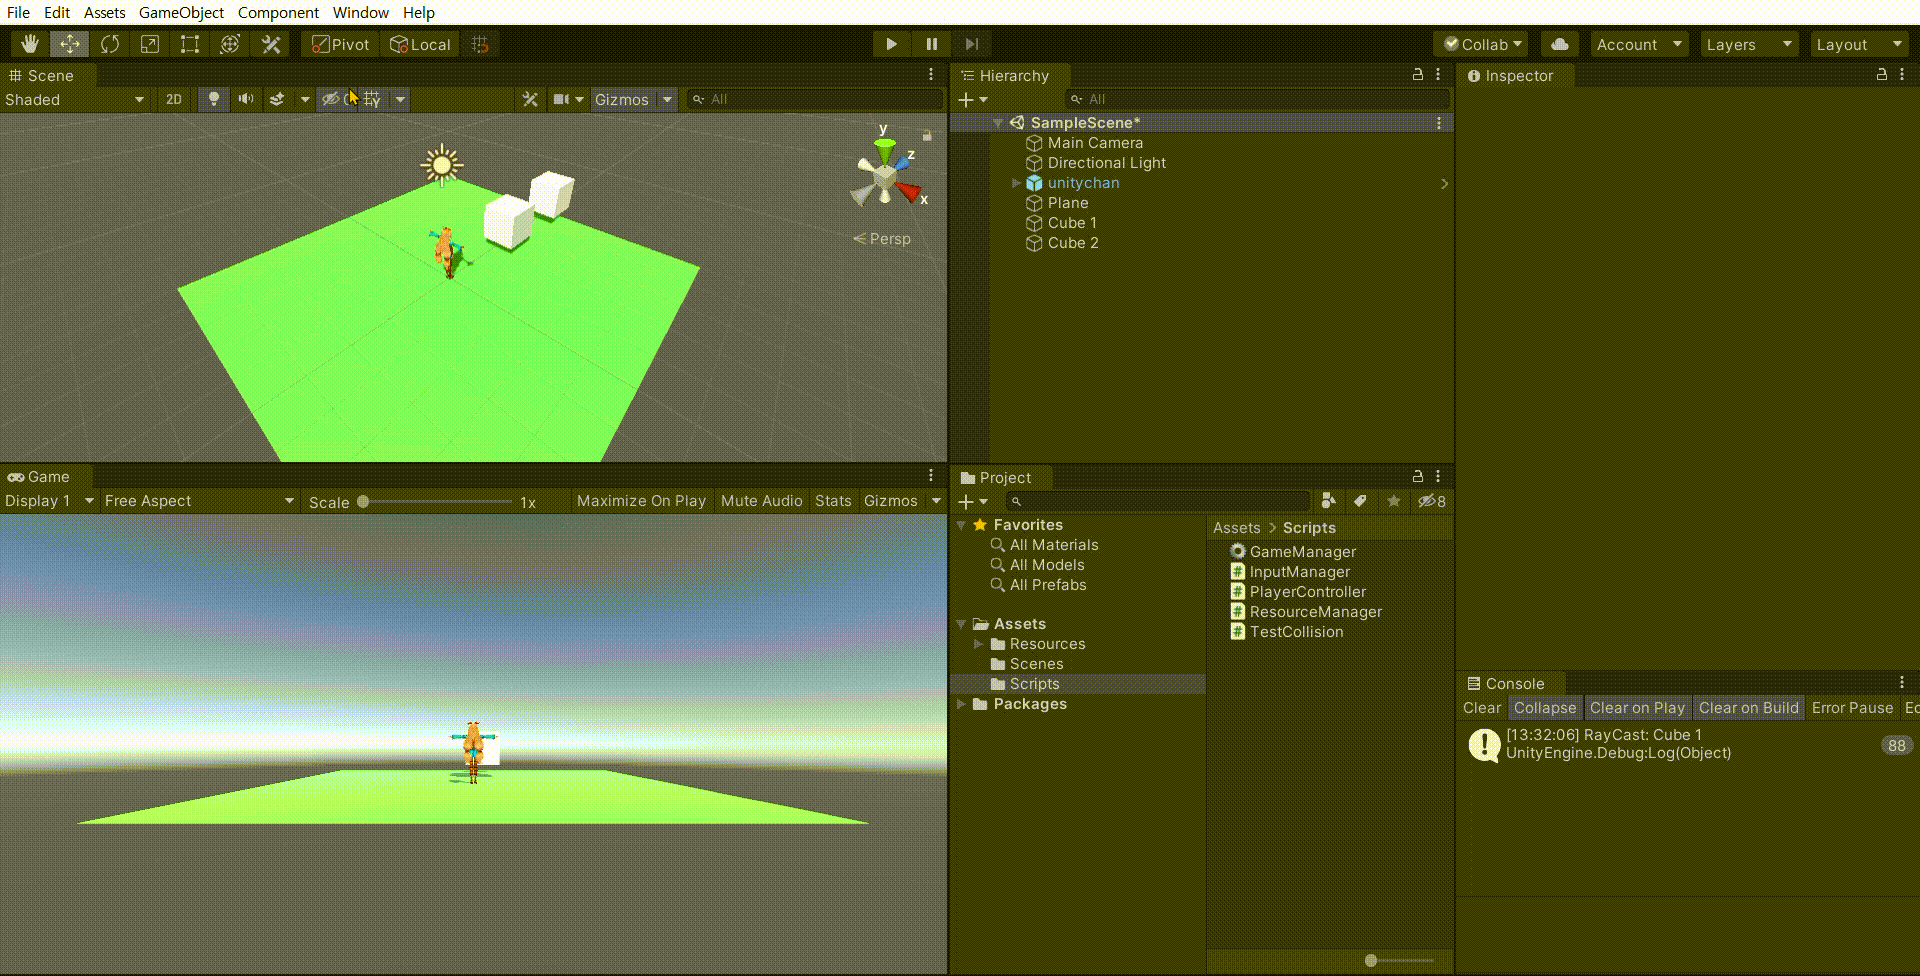 File Edit Assets GameObject Component Window Help
Pivot Local Collab Account Layers Layout
Scene
Shaded 2D Gizmos All
y
z
x
Persp
Game
Display 1 Free Aspect Scale 1x Maximize On Play Mute Audio Stats Gizmos
Hierarchy
All
SampleScene*
Main Camera
Directional Light
unitychan
Plane
Cube 1
Cube 2
Project
8
Favorites
All Materials
All Models
All Prefabs
Assets
Resources
Scenes
Scripts
Packages
Assets > Scripts
GameManager
InputManager
PlayerController
ResourceManager
TestCollision
Inspector
Console
Clear Collapse Clear on Play Clear on Build Error Pause
[13:32:06] RayCast: Cube 1
UnityEngine.Debug:Log(Object)
88